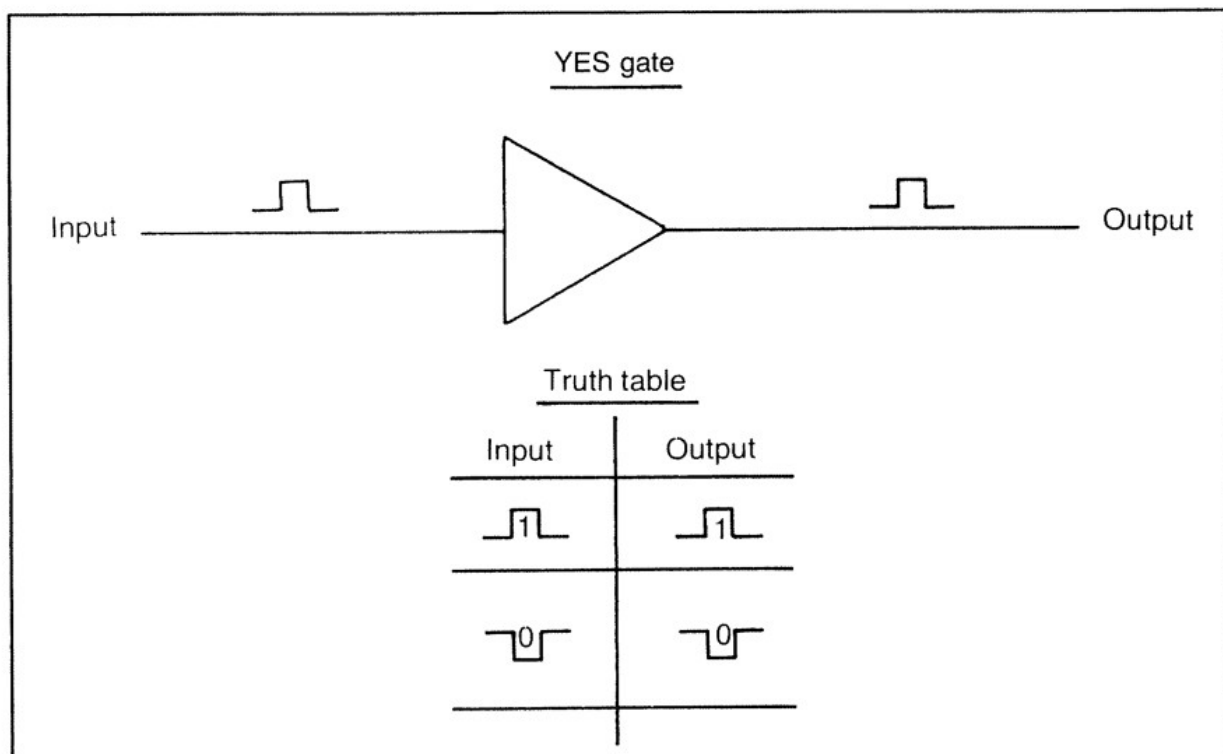 YES gate
Input Output
Truth table
Input Output
1 1
0 0